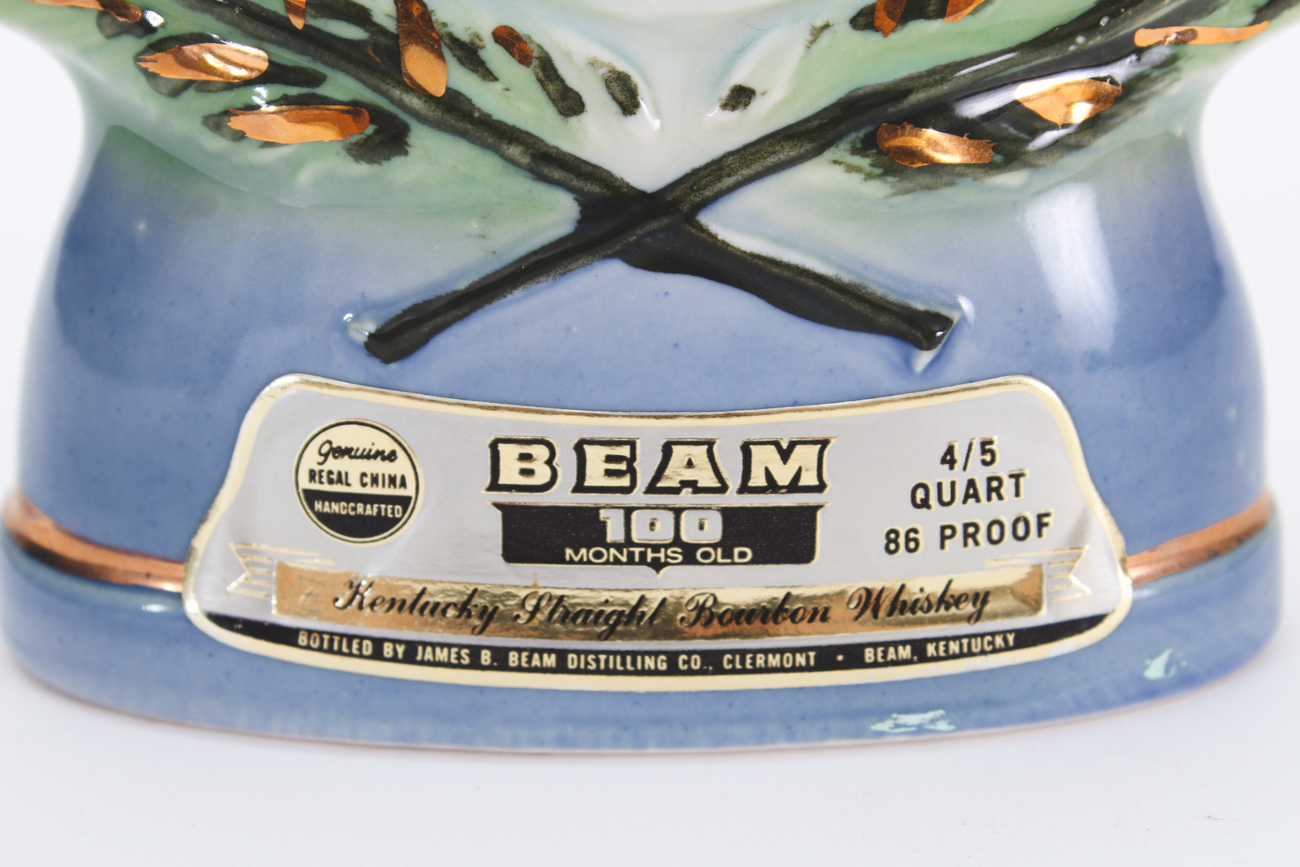 Genuine
REGAL CHINA
HANDCRAFTED
BEAM
100
MONTHS OLD
4/5
QUART
86 PROOF
Kentucky Straight Bourbon Whiskey
BOTTLED BY JAMES B. BEAM DISTILLING CO., CLERMONT • BEAM, KENTUCKY